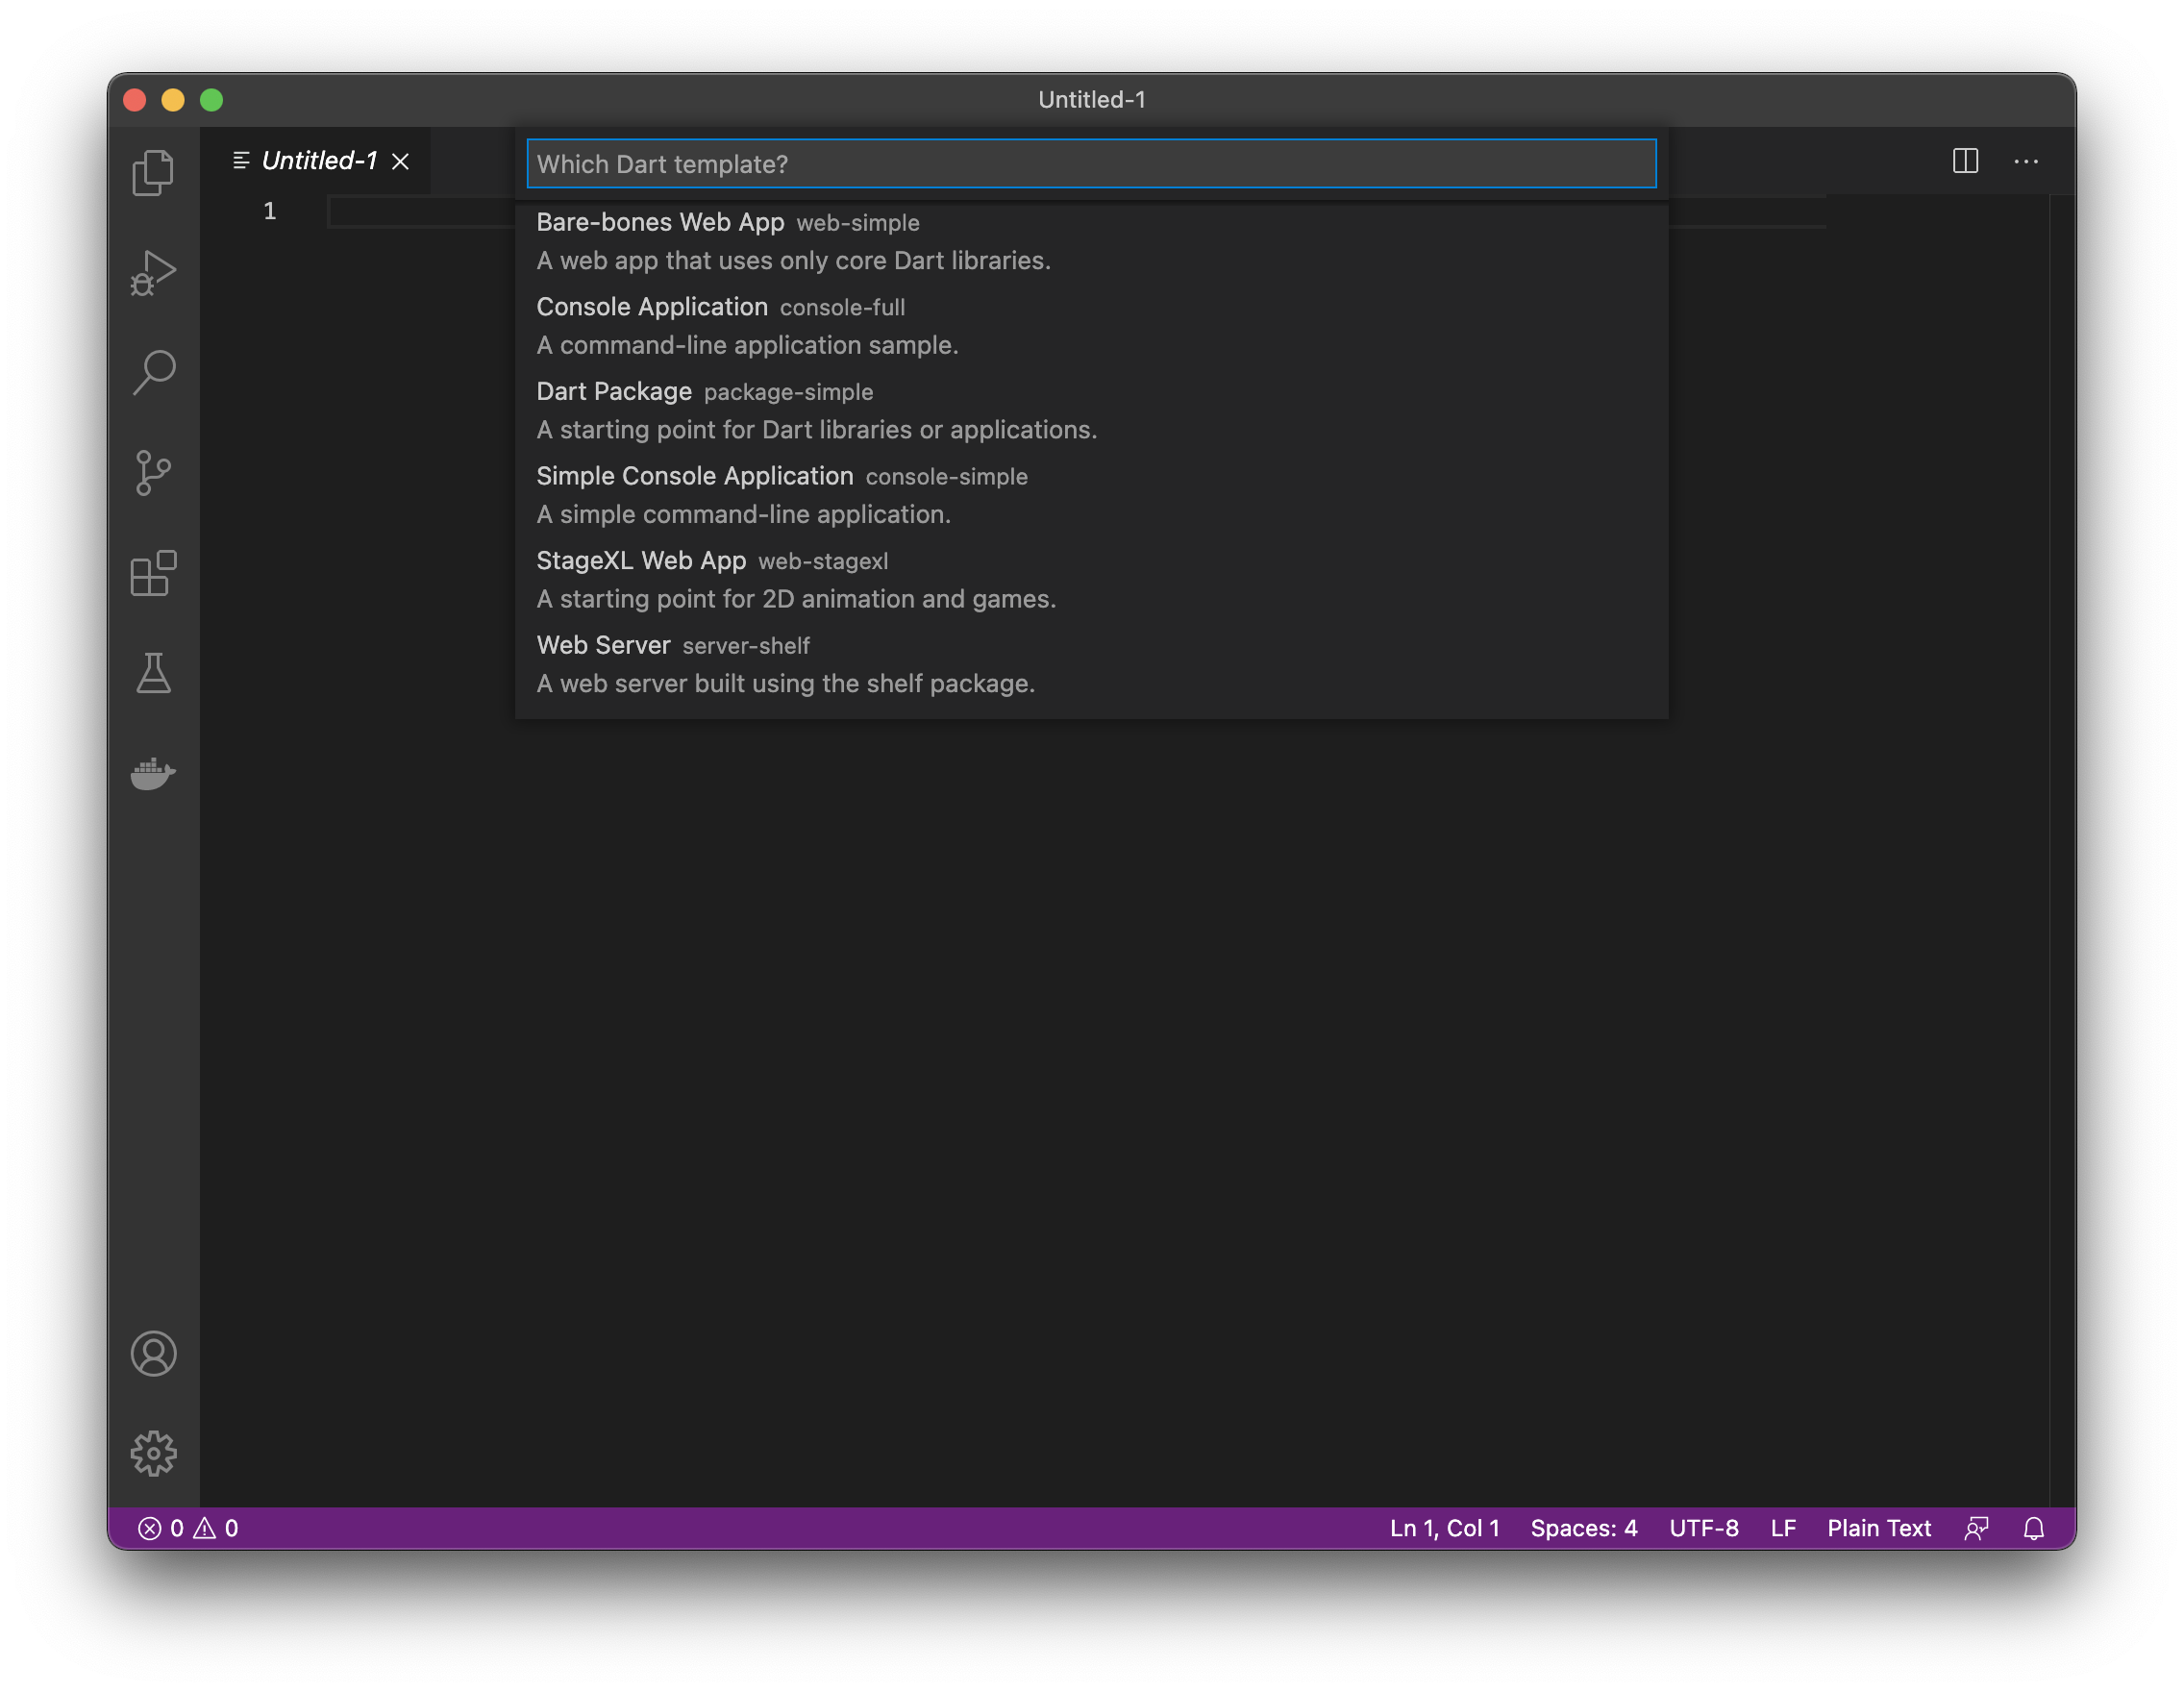 Untitled-1
Untitled-1
Which Dart template?
1
Bare-bones Web App web-simple
A web app that uses only core Dart libraries.
Console Application console-full
A command-line application sample.
Dart Package package-simple
A starting point for Dart libraries or applications.
Simple Console Application console-simple
A simple command-line application.
StageXL Web App web-stagexl
A starting point for 2D animation and games.
Web Server server-shelf
A web server built using the shelf package.
0 0 Ln 1, Col 1 Spaces: 4 UTF-8 LF Plain Text